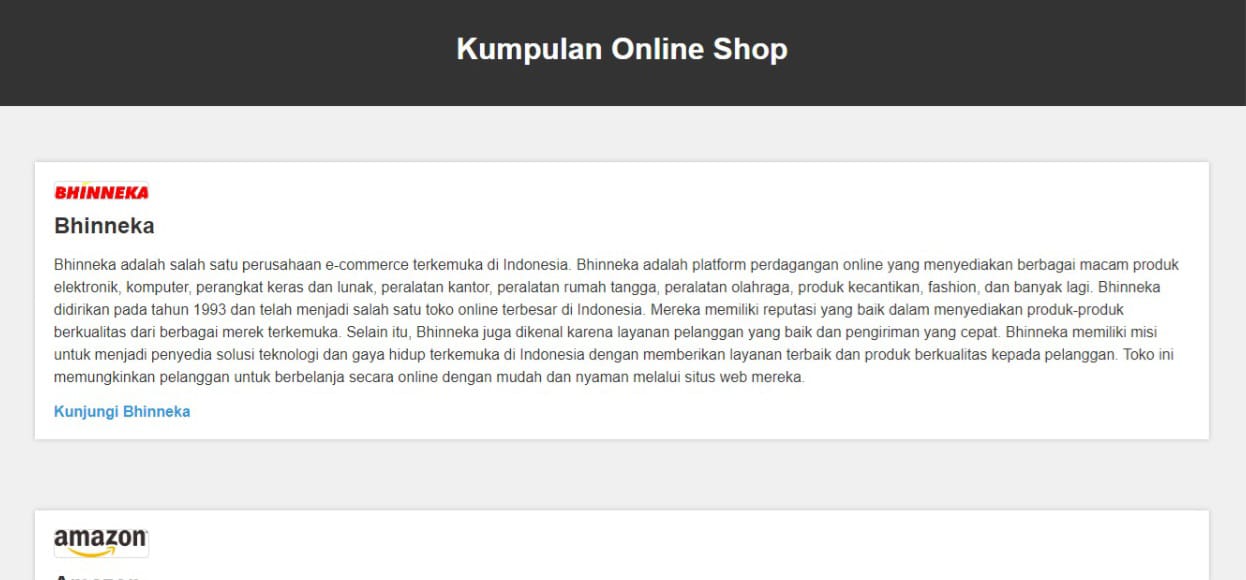 Kumpulan Online Shop
BHINNEKA
Bhinneka
Bhinneka adalah salah satu perusahaan e-commerce terkemuka di Indonesia. Bhinneka adalah platform perdagangan online yang menyediakan berbagai macam produk
elektronik, komputer, perangkat keras dan lunak, peralatan kantor, peralatan rumah tangga, peralatan olahraga, produk kecantikan, fashion, dan banyak lagi. Bhinneka
didirikan pada tahun 1993 dan telah menjadi salah satu toko online terbesar di Indonesia. Mereka memiliki reputasi yang baik dalam menyediakan produk-produk
berkualitas dari berbagai merek terkemuka. Selain itu, Bhinneka juga dikenal karena layanan pelanggan yang baik dan pengiriman yang cepat. Bhinneka memiliki misi
untuk menjadi penyedia solusi teknologi dan gaya hidup terkemuka di Indonesia dengan memberikan layanan terbaik dan produk berkualitas kepada pelanggan. Toko ini
memungkinkan pelanggan untuk berbelanja secara online dengan mudah dan nyaman melalui situs web mereka.
Kunjungi Bhinneka
amazon